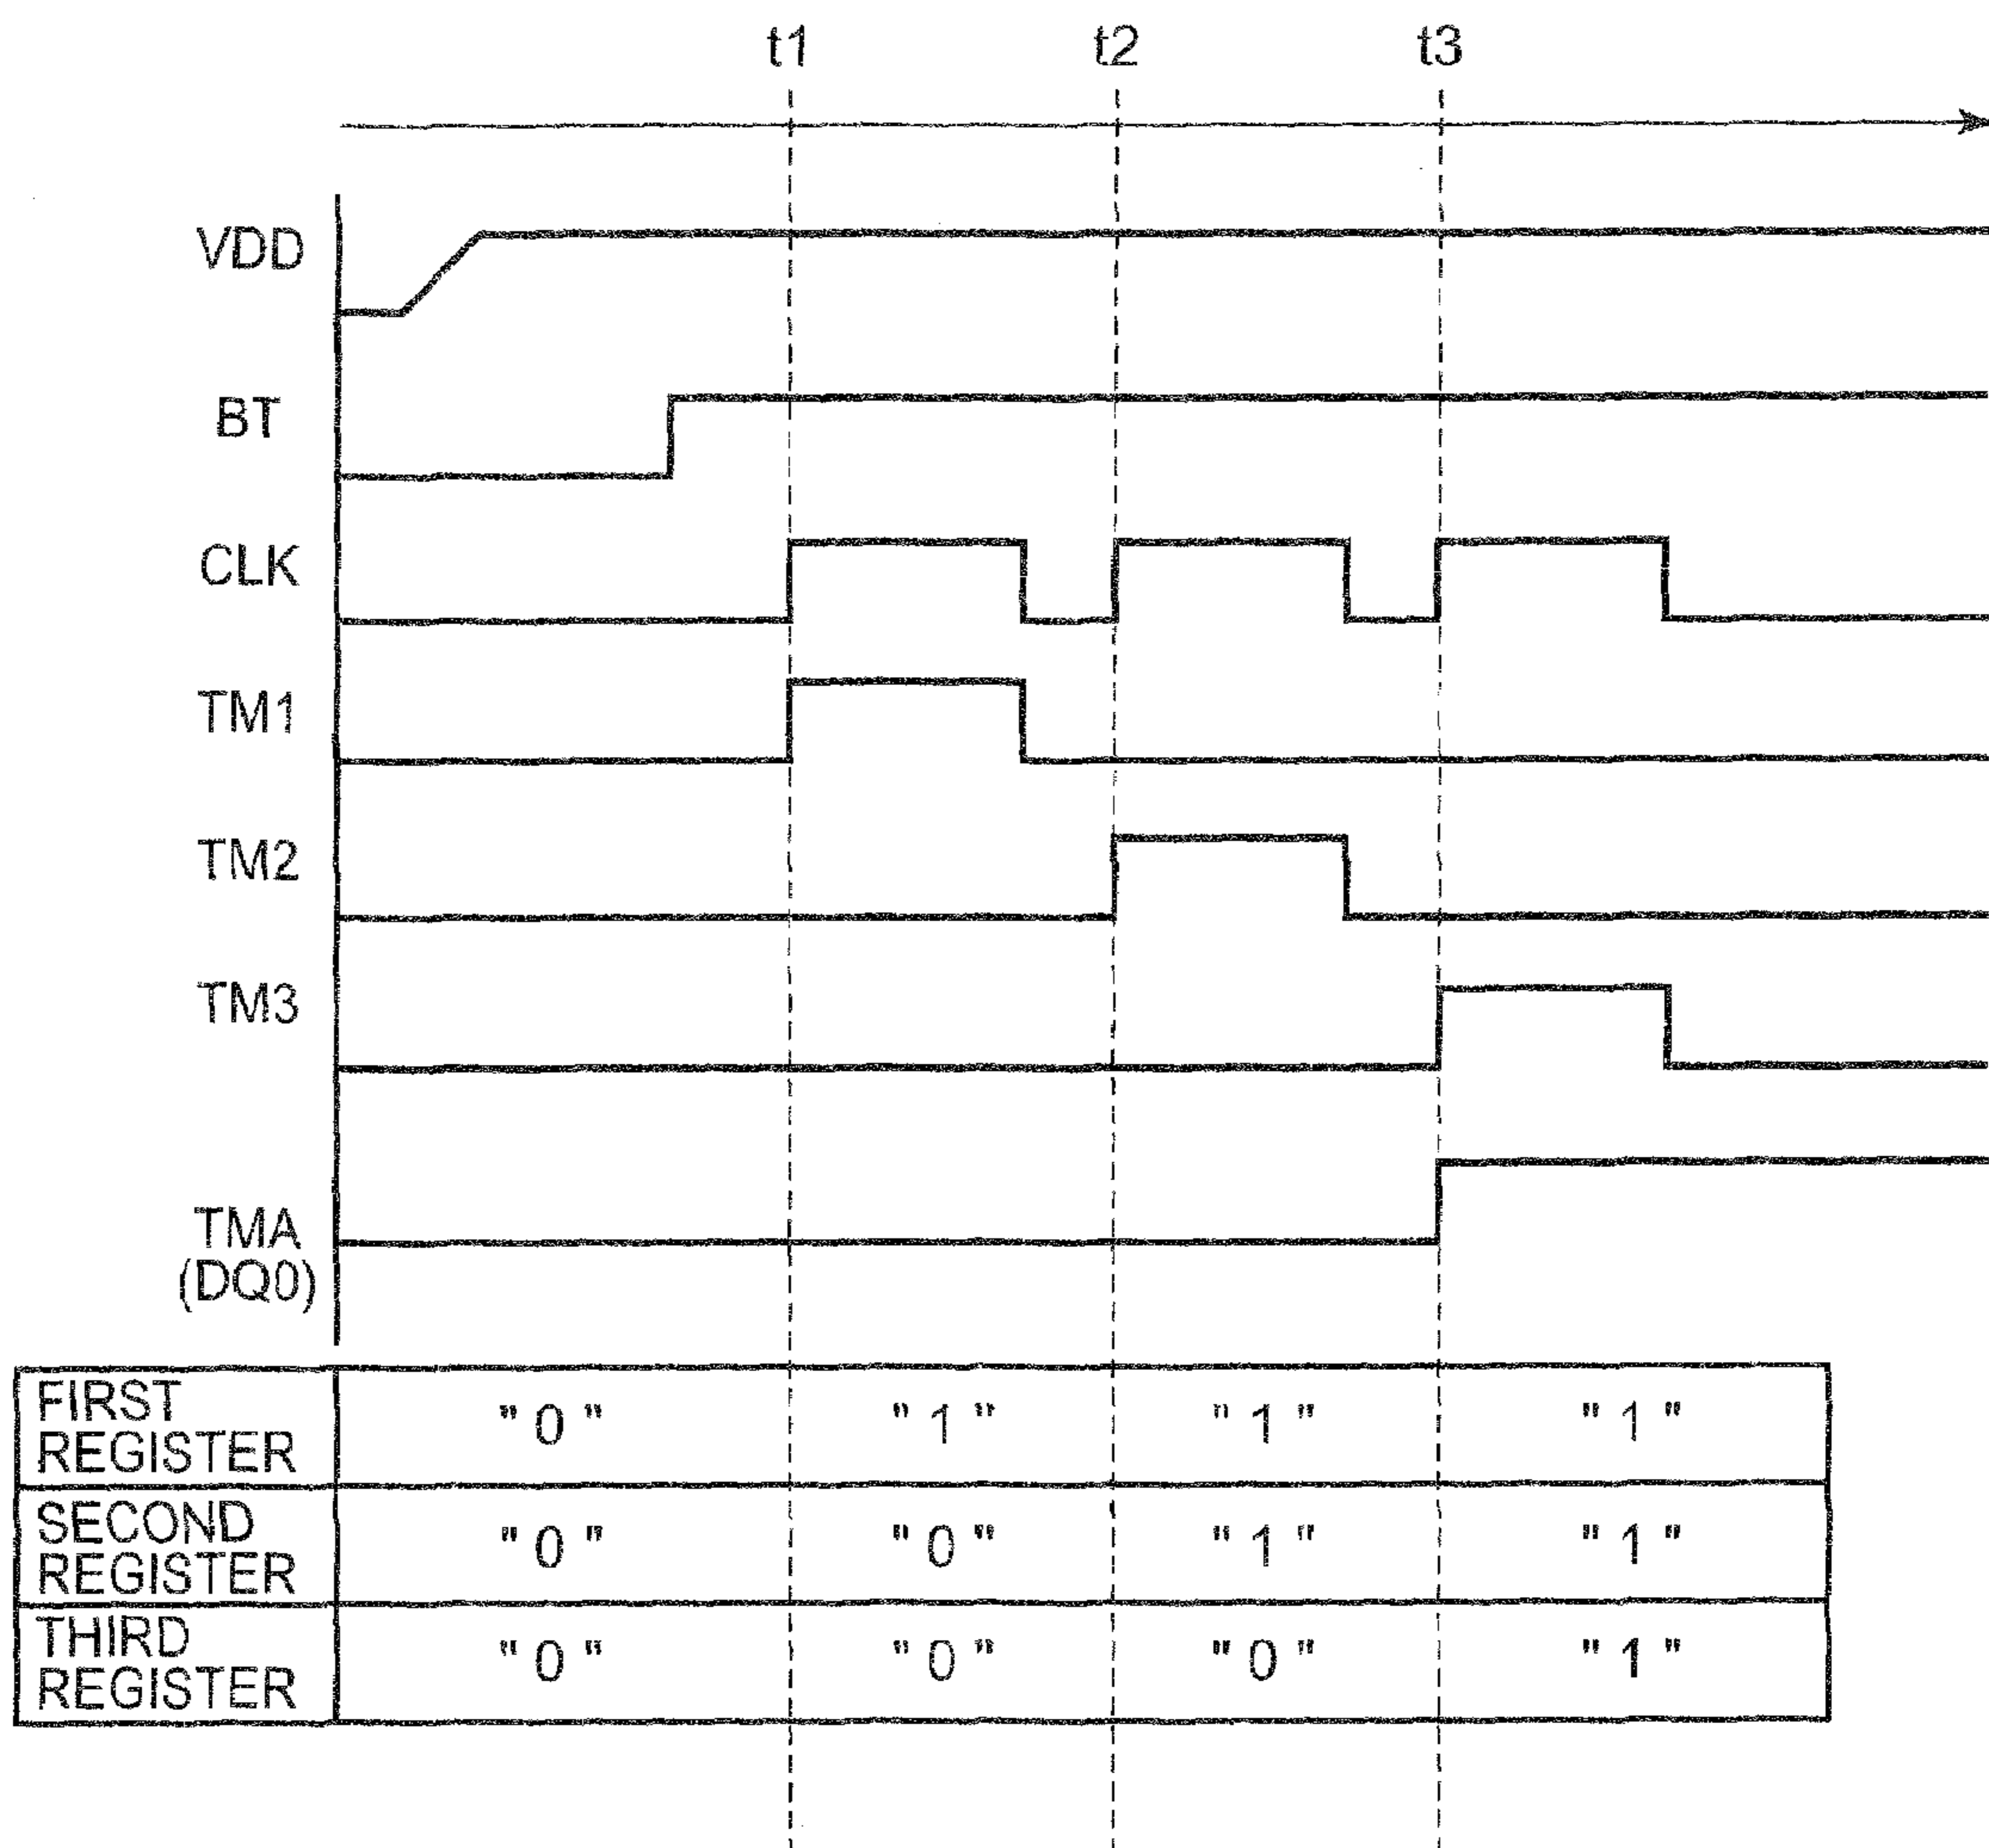 t1 t2 t3
VDD
BT
CLK
TM1
TM2
TM3
TMA
(DQ0)
FIRST
REGISTER "0" "1" "1" "1"
SECOND
REGISTER "0" "0" "1" "1"
THIRD
REGISTER "0" "0" "0" "1"